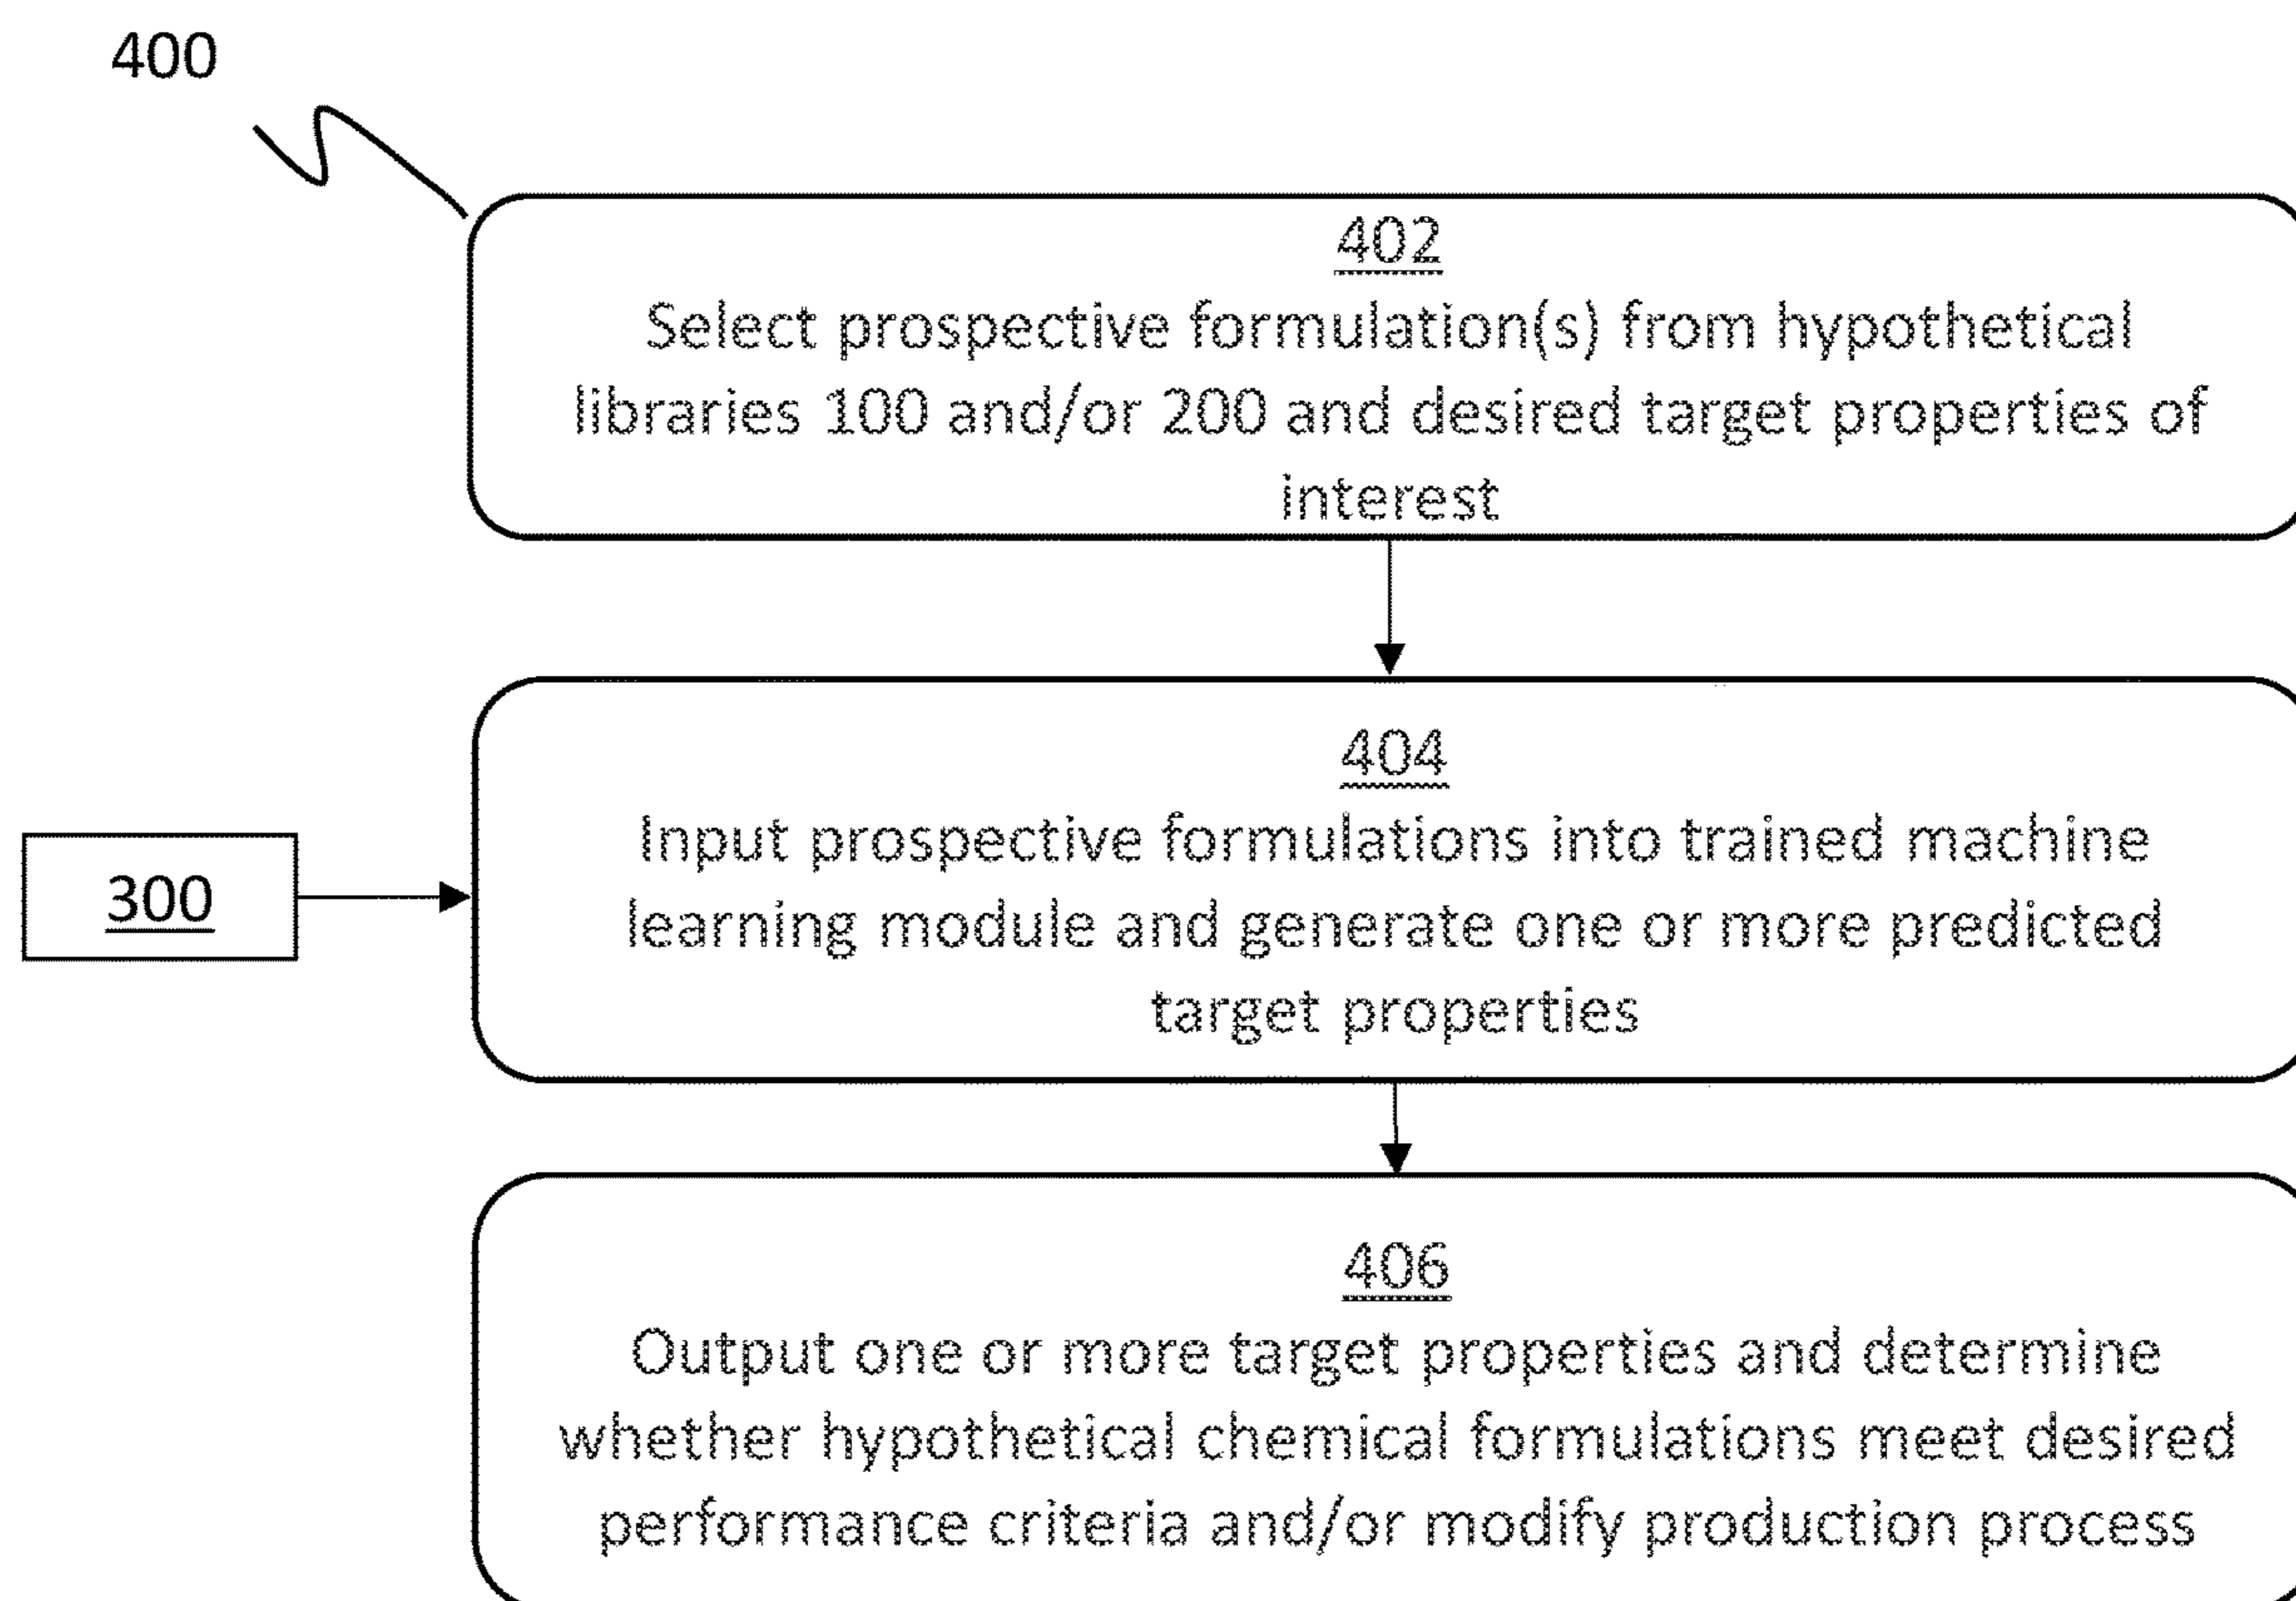 400
402
Select prospective formulation(s) from hypothetical
libraries 100 and/or 200 and desired target properties of
interest
404
Input prospective formulations into trained machine
learning module and generate one or more predicted
target properties
300
406
Output one or more target properties and determine
whether hypothetical chemical formulations meet desired
performance criteria and/or modify production process